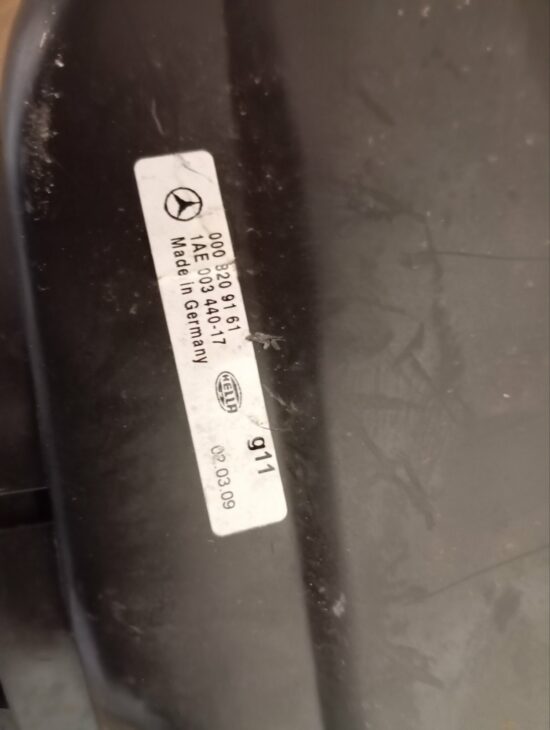 000 820 91 61
1AE 003 440-17
Made in Germany
HELLA
g11
02.03.09